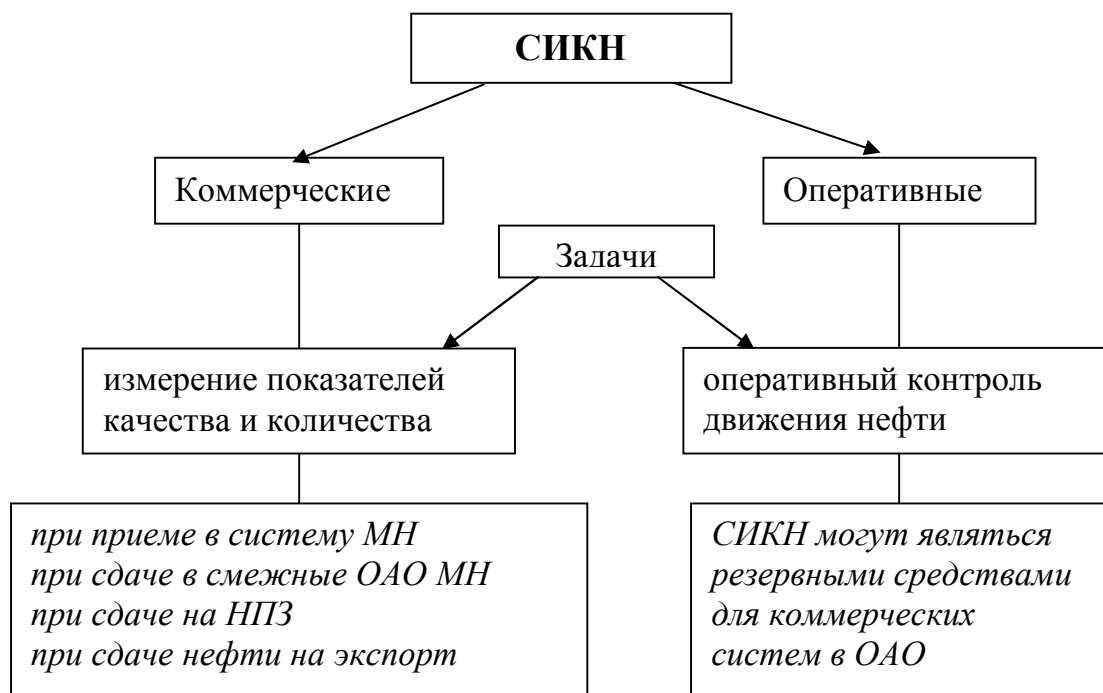 СИКН
Коммерческие
Оперативные
Задачи
измерение показателей
качества и количества
оперативный контроль
движения нефти
при приеме в систему МН
при сдаче в смежные ОАО МН
при сдаче на НПЗ
при сдаче нефти на экспорт
СИКН могут являться
резервными средствами
для коммерческих
систем в ОАО